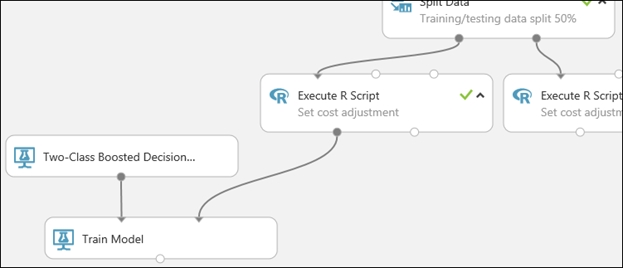 Split Data
Training/testing data split 50%
Execute R Script
Set cost adjustment
Execute R Script
Set cost adjustm
Two-Class Boosted Decision...
Train Model